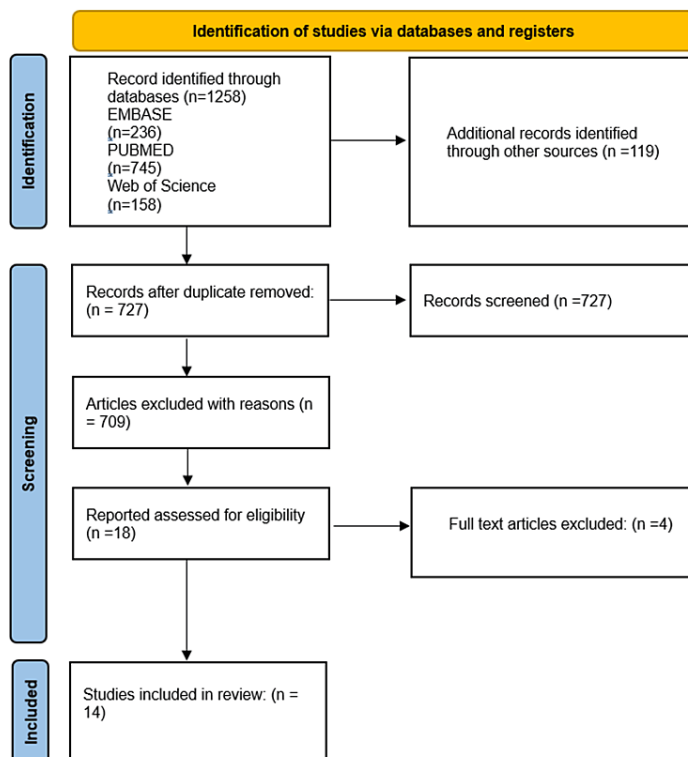 Identification of studies via databases and registers
Identification
Record identified through
databases (n=1258)
EMBASE
(n=236)
PUBMED
(n=745)
Web of Science
(n=158)
Additional records identified
through other sources (n =119)
Screening
Records after duplicate removed:
(n = 727)
Records screened (n =727)
Articles excluded with reasons (n
= 709)
Reported assessed for eligibility
(n =18)
Full text articles excluded: (n =4)
Included
Studies included in review: (n =
14)